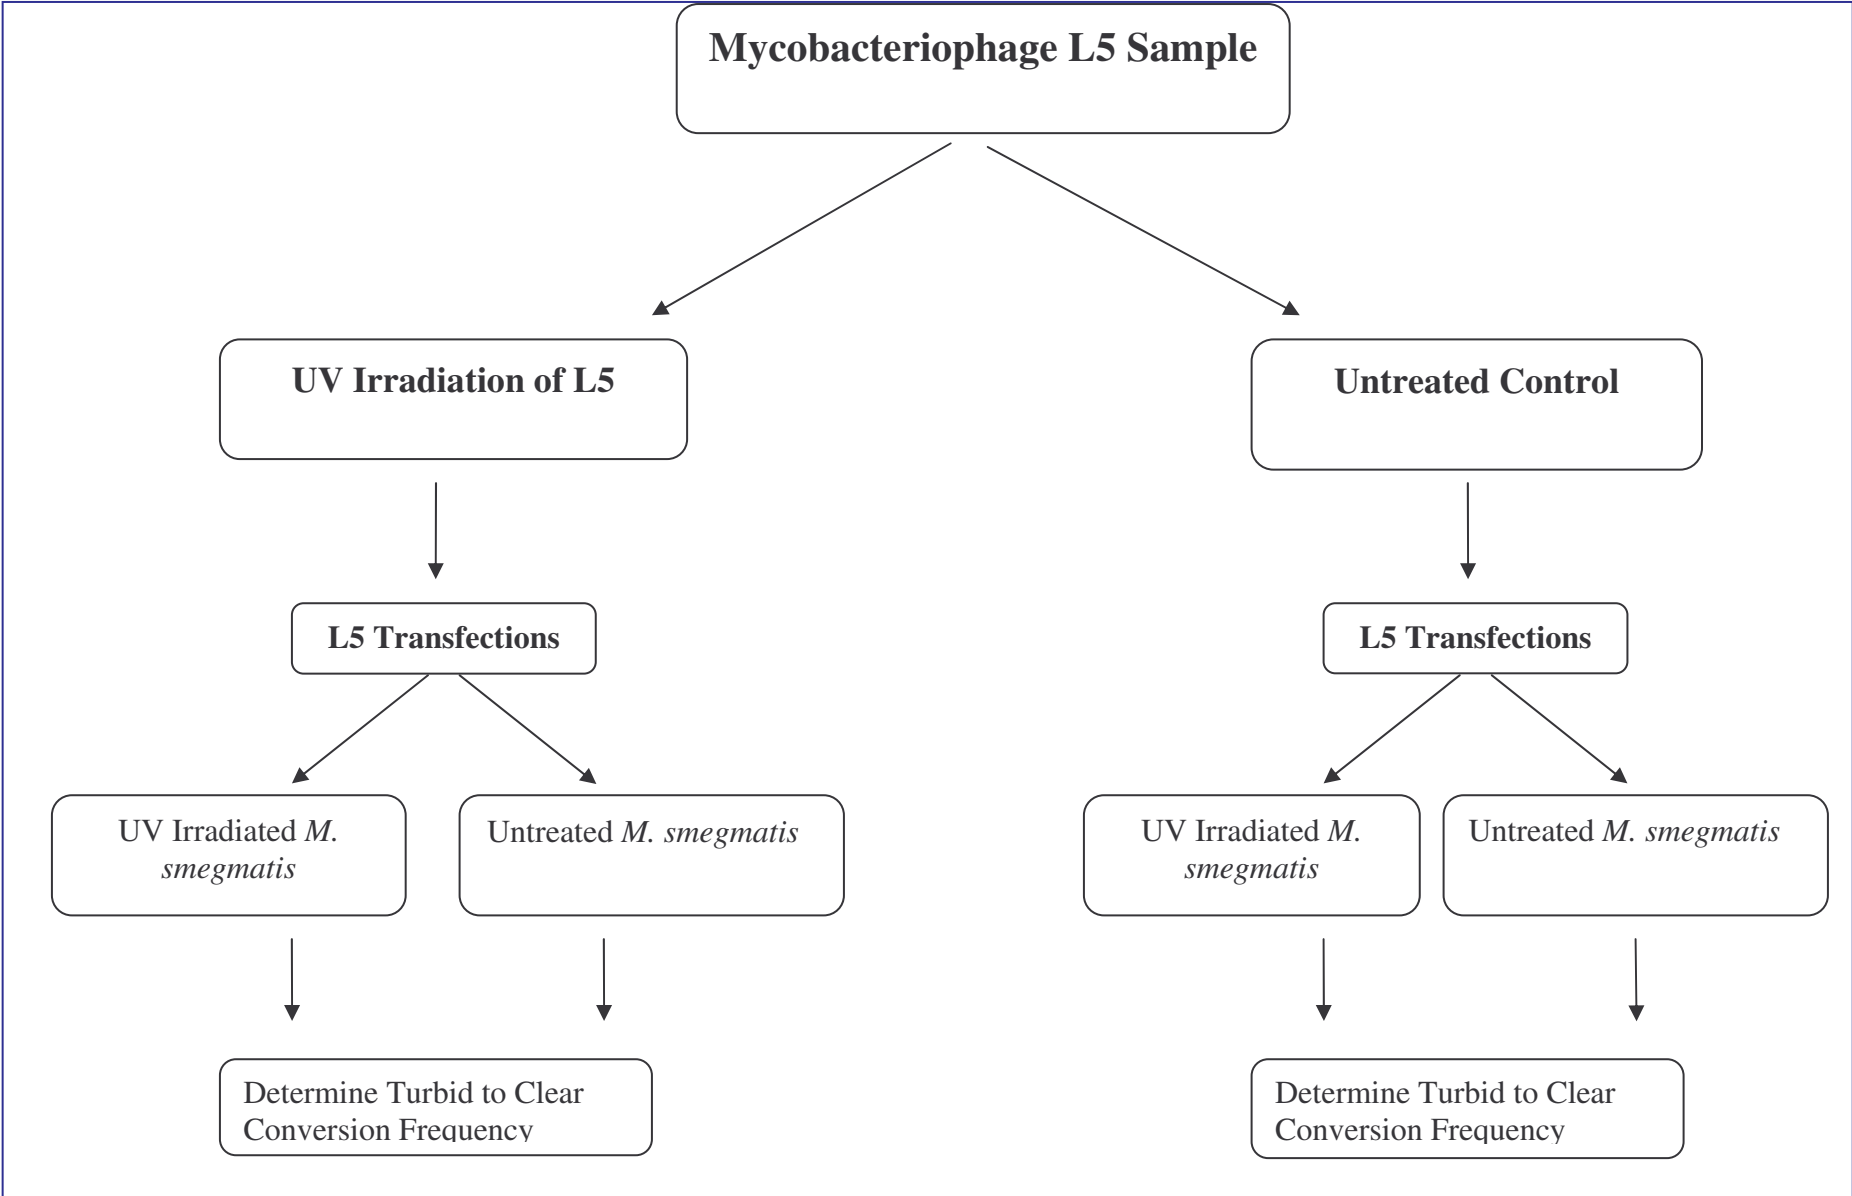 Mycobacteriophage L5 Sample
UV Irradiation of L5
Untreated Control
L5 Transfections
L5 Transfections
UV Irradiated M.
smegmatis
Untreated M. smegmatis
UV Irradiated M.
smegmatis
Untreated M. smegmatis
Determine Turbid to Clear
Conversion Frequency
Determine Turbid to Clear
Conversion Frequency